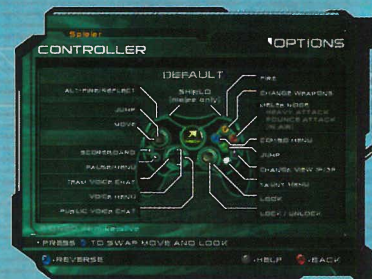 Spieler
CONTROLLER
OPTIONS
DEFAULT
SHIELD
(melee only)
ALT-FIRE/REFLECT
JUMP
MOVE
SCOREBOARD
PAUSE/MENU
TEAM VOICE CHAT
VOICE MENU
PUBLIC VOICE CHAT
FIRE
CHANGE WEAPONS
MELEE MODE
HEAVY ATTACK
POUNCE ATTACK
(IN AIR)
COMBO MENU
JUMP
CHANGE VIEW
TAUNT MENU
LOOK
LOCK / UNLOCK
• PRESS TO SWAP MOVE AND LOOK
-REVERSE
-HELP
-BACK